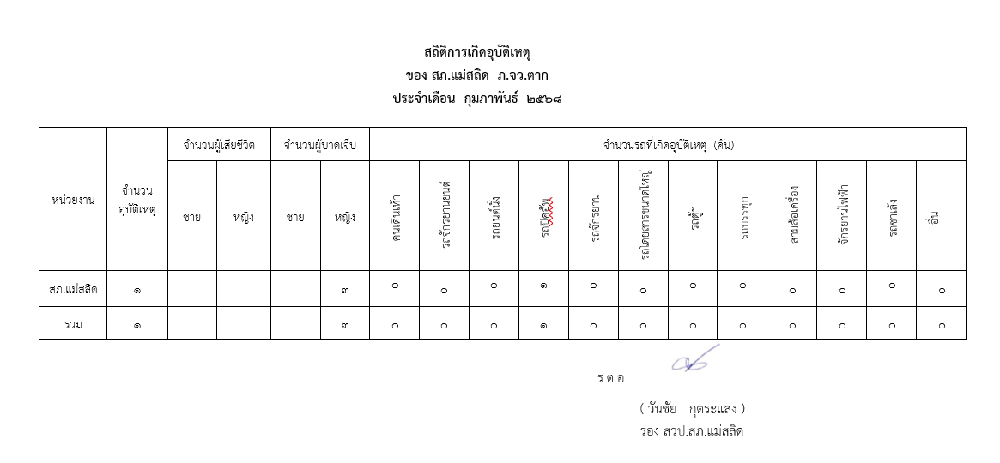 สถิติการเกิดอุบัติเหตุ
ของ สภ.แม่สลิด ภ.จว.ตาก
ประจำเดือน กุมภาพันธ์ ๒๕๖๘
หน่วยงาน จำนวนอุบัติเหตุ จำนวนผู้เสียชีวิต จำนวนผู้บาดเจ็บ จำนวนรถที่เกิดอุบัติเหตุ (คัน)
ชาย หญิง ชาย หญิง คนเดินเท้า รถจักรยานยนต์ รถยนต์นั่ง รถปิคอัพ รถจักรยาน รถโดยสารขนาดใหญ่ รถตู้ฯ รถบรรทุก สามล้อเครื่อง จักรยานไฟฟ้า รถซาเล้ง อื่น
สภ.แม่สลิด ๑ ๓ ๐ ๐ ๐ ๑ ๐ ๐ ๐ ๐ ๐ ๐ ๐ ๐
รวม ๑ ๓ ๐ ๐ ๐ ๑ ๐ ๐ ๐ ๐ ๐ ๐ ๐ ๐
ร.ต.อ.
( วันชัย กุตระแสง )
รอง สวป.สภ.แม่สลิด